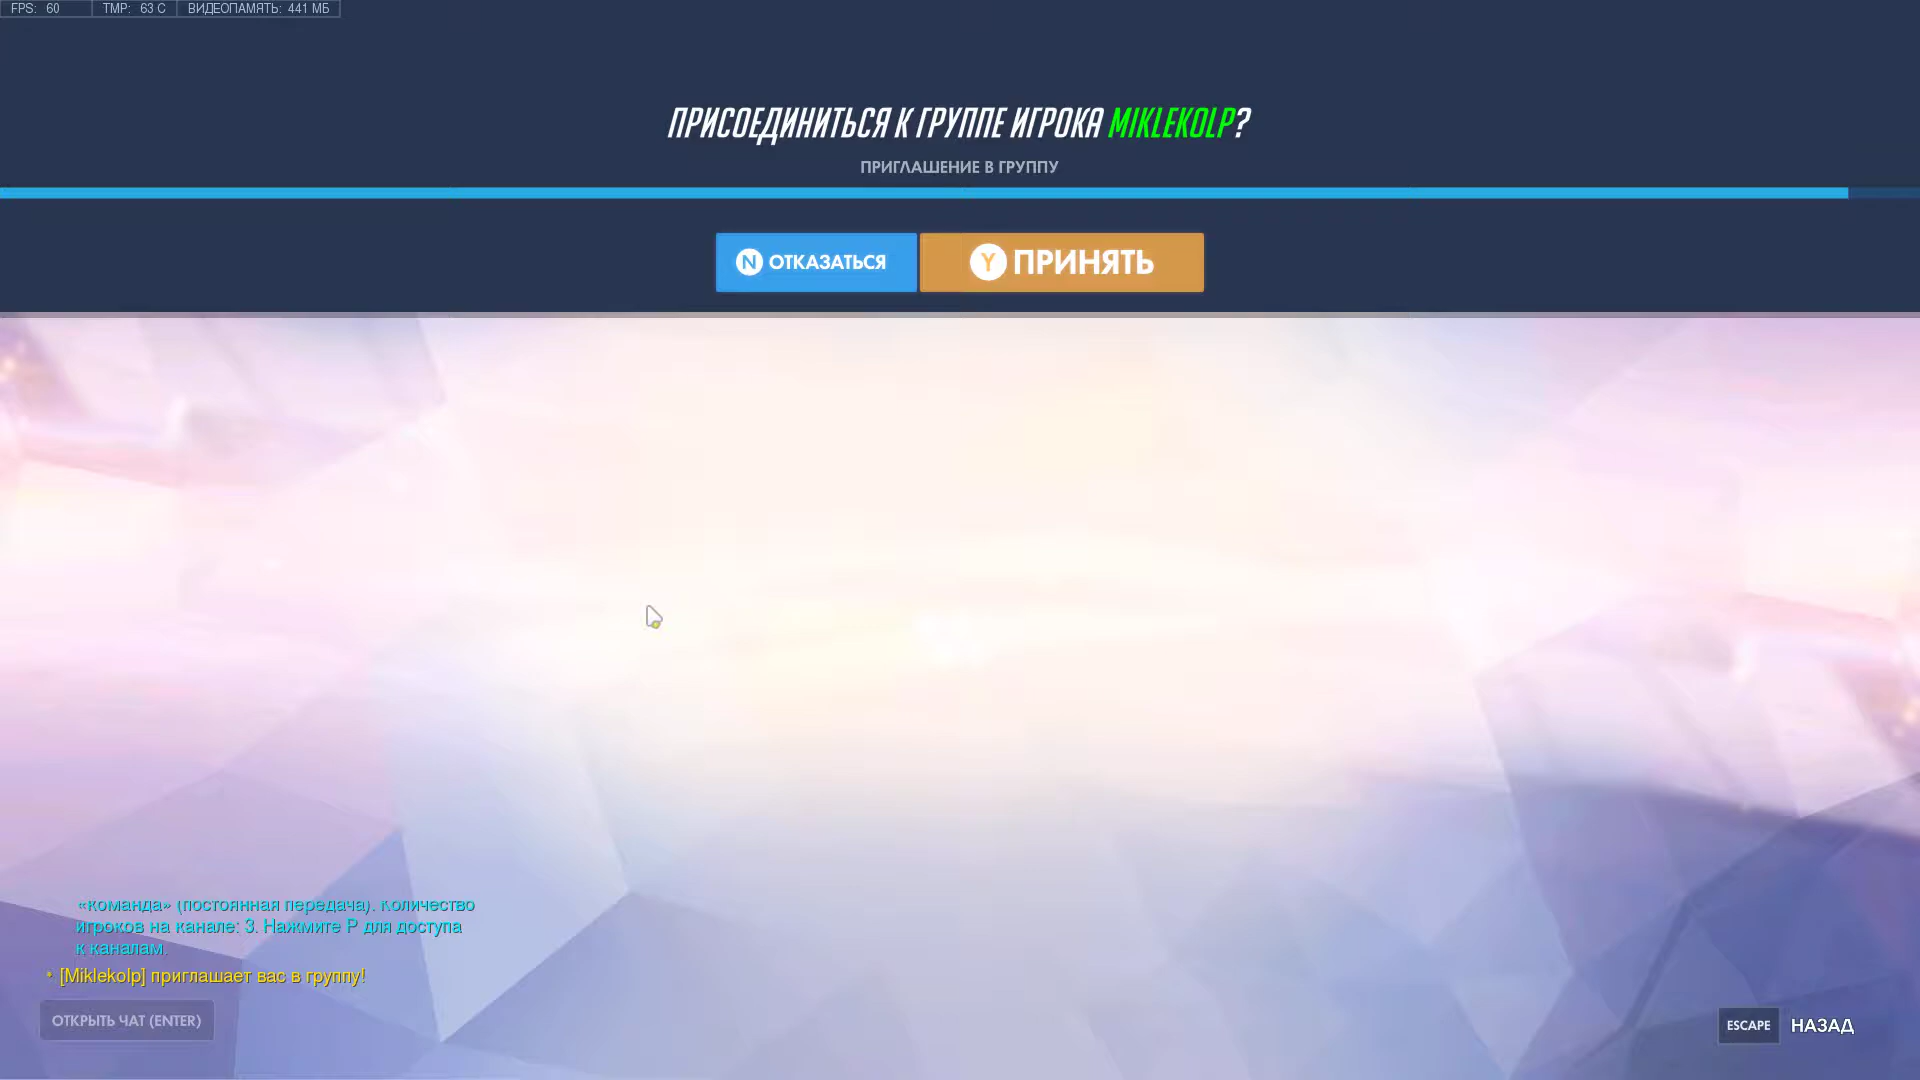 FPS: 60 TMP: 63 C ВИДЕОПАМЯТЬ: 441 МБ
ПРИСОЕДИНИТЬСЯ К ГРУППЕ ИГРОКА MIKLEKOLP?
ПРИГЛАШЕНИЕ В ГРУППУ
N ОТКАЗАТЬСЯ Y ПРИНЯТЬ
«команда» (постоянная передача). Количество
игроков на канале: 3. Нажмите P для доступа
к каналам.
* [Miklekolp] приглашает вас в группу!
ОТКРЫТЬ ЧАТ (ENTER)
ESCAPE НАЗАД